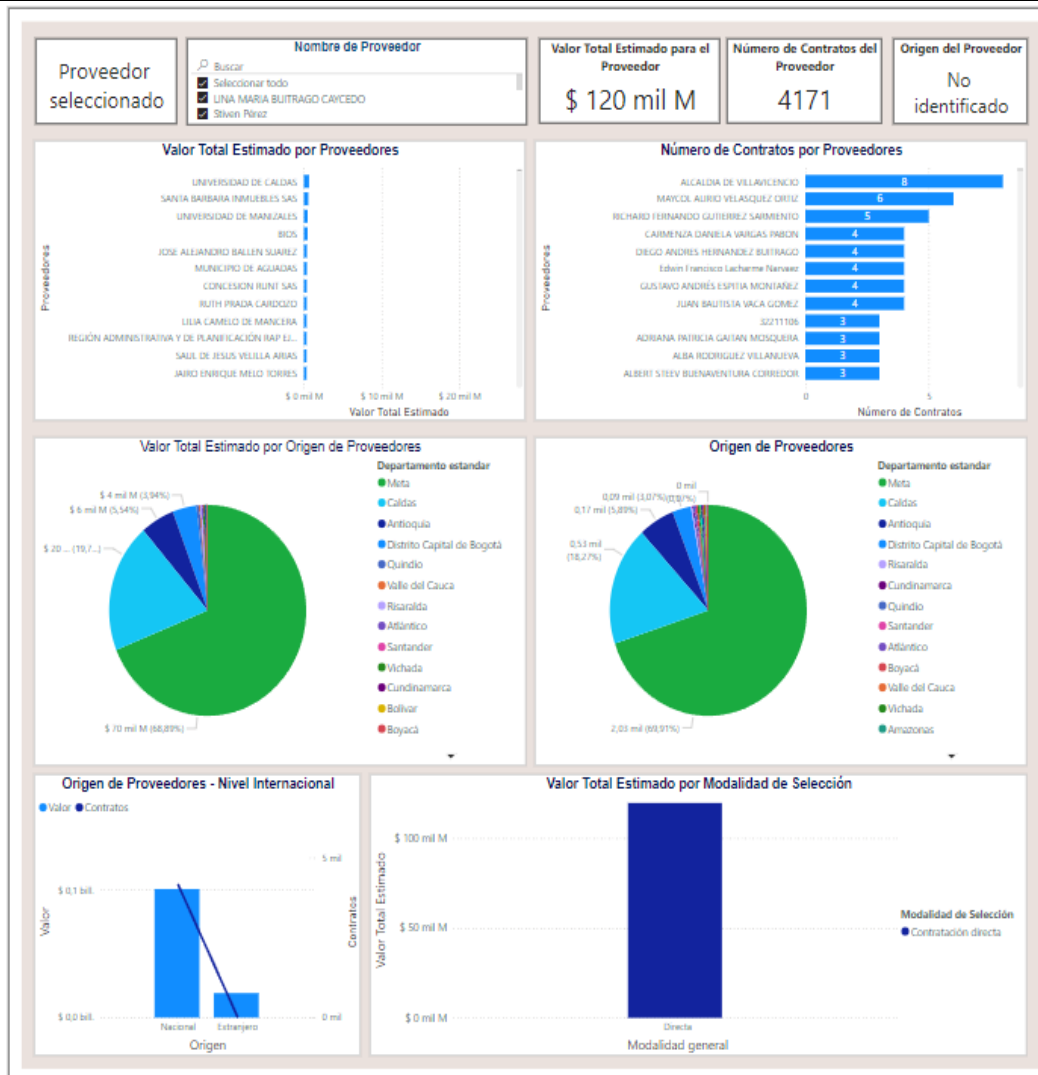 Proveedor
seleccionado
Nombre de Proveedor
Buscar
Seleccionar todo
LINA MARIA BUITRAGO CAYCEDO
Stiven Pérez
Valor Total Estimado para el
Proveedor
$ 120 mil M
Número de Contratos del
Proveedor
4171
Origen del Proveedor
No
identificado
Valor Total Estimado por Proveedores
Proveedores
UNIVERSIDAD DE CALDAS
SANTA BARBARA INMUEBLES SAS
UNIVERSIDAD DE MANIZALES
BIOS
JOSE ALEJANDRO BALLEN SUAREZ
MUNICIPIO DE AGUADAS
CONCESION RUNT SAS
RUTH PRADA CARDOZO
LILIA CAMELO DE MANCERA
REGIÓN ADMINISTRATIVA Y DE PLANIFICACIÓN RAP EJ...
SAUL DE JESUS VELILLA ARIAS
JAIRO ENRIQUE MELO TORRES
$ 0 mil M $ 10 mil M $ 20 mil M
Valor Total Estimado
Número de Contratos por Proveedores
Proveedores
ALCALDIA DE VILLAVICENCIO 8
MAYCOL AURIO VELASQUEZ ORTIZ 6
RICHARD FERNANDO GUTIERREZ SARMIENTO 5
CARMENZA DANIELA VARGAS PABON 4
DIEGO ANDRES HERNANDEZ BUITRAGO 4
Edwin Francisco Lacharme Narvaez 4
GUSTAVO ANDRÉS ESPITIA MONTAÑEZ 4
JUAN BAUTISTA VACA GOMEZ 4
32211106 3
ADRIANA PATRICIA GAITAN MOSQUERA 3
ALBA RODRIGUEZ VILLANUEVA 3
ALBERT STEEV BUENAVENTURA CORREDOR 3
0 5
Número de Contratos
Valor Total Estimado por Origen de Proveedores
$ 4 mil M (3,94%)
$ 6 mil M (5,54%)
$ 20 ... (19,7...)
$ 70 mil M (68,89%)
Departamento estandar
Meta
Caldas
Antioquia
Distrito Capital de Bogotá
Quindio
Valle del Cauca
Risaralda
Atlántico
Santander
Vichada
Cundinamarca
Bolívar
Boyacá
Origen de Proveedores
0 mil
0,09 mil (3,07%)
0,17 mil (5,89%)
0,53 mil
(18,27%)
2,03 mil (69,91%)
Departamento estandar
Meta
Caldas
Antioquia
Distrito Capital de Bogotá
Risaralda
Cundinamarca
Quindio
Santander
Atlántico
Boyacá
Valle del Cauca
Vichada
Amazonas
Origen de Proveedores - Nivel Internacional
Valor Contratos
5 mil
$ 0,1 bill.
Valor
Contratos
$ 0,0 bill.
0 mil
Nacional Extranjero
Origen
Valor Total Estimado por Modalidad de Selección
Valor Total Estimado
$ 100 mil M
$ 50 mil M
$ 0 mil M
Directa
Modalidad general
Modalidad de Selección
Contratación directa